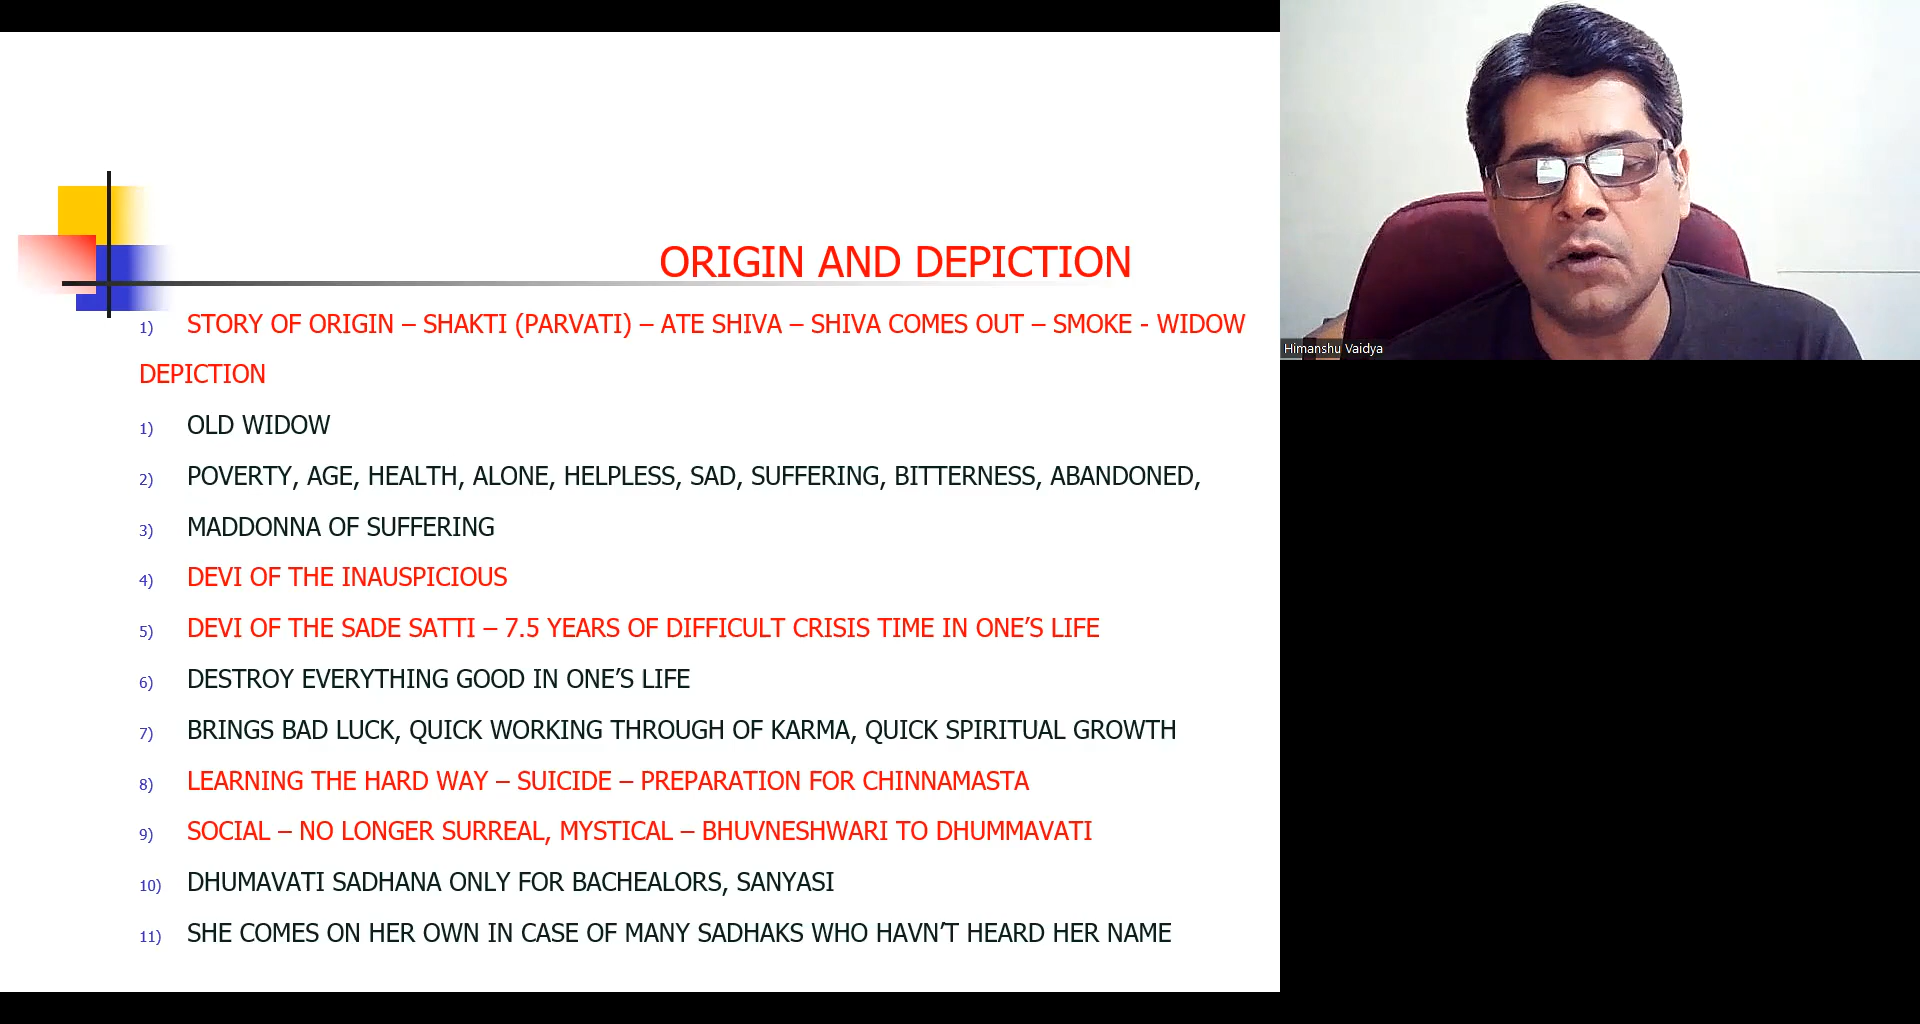 ORIGIN AND DEPICTION
1) STORY OF ORIGIN – SHAKTI (PARVATI) – ATE SHIVA – SHIVA COMES OUT – SMOKE - WIDOW
DEPICTION
1) OLD WIDOW
2) POVERTY, AGE, HEALTH, ALONE, HELPLESS, SAD, SUFFERING, BITTERNESS, ABANDONED,
3) MADDONNA OF SUFFERING
4) DEVI OF THE INAUSPICIOUS
5) DEVI OF THE SADE SATTI – 7.5 YEARS OF DIFFICULT CRISIS TIME IN ONE’S LIFE
6) DESTROY EVERYTHING GOOD IN ONE’S LIFE
7) BRINGS BAD LUCK, QUICK WORKING THROUGH OF KARMA, QUICK SPIRITUAL GROWTH
8) LEARNING THE HARD WAY – SUICIDE – PREPARATION FOR CHINNAMASTA
9) SOCIAL – NO LONGER SURREAL, MYSTICAL – BHUVNESHWARI TO DHUMMAVATI
10) DHUMAVATI SADHANA ONLY FOR BACHEALORS, SANYASI
11) SHE COMES ON HER OWN IN CASE OF MANY SADHAKS WHO HAVN’T HEARD HER NAME
Himanshu Vaidya